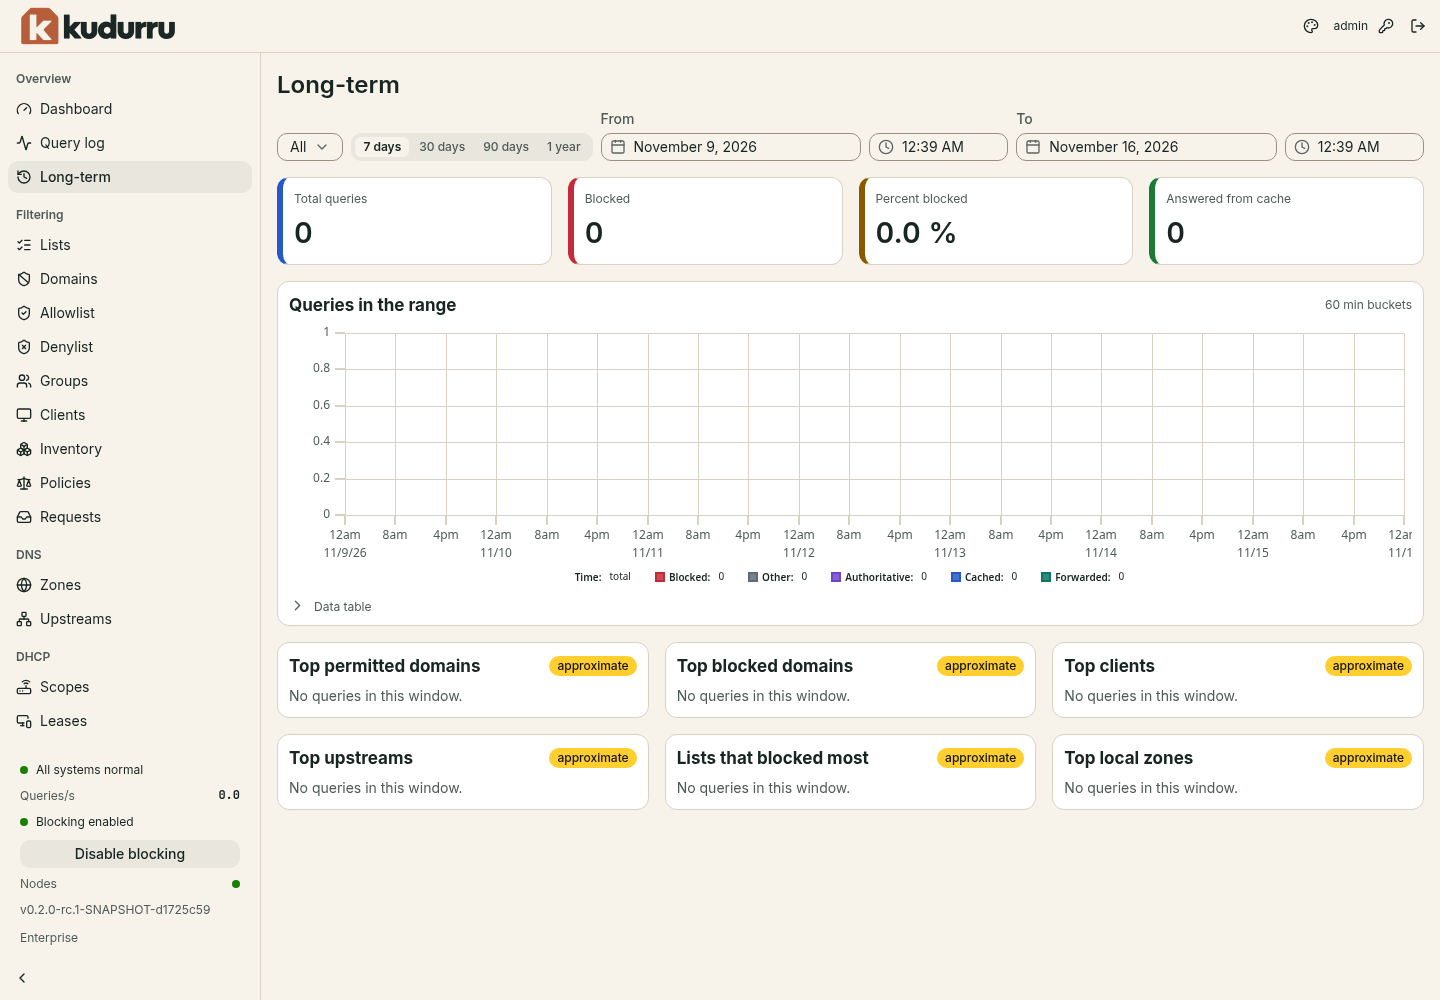 kudurru
admin
Overview
Dashboard
Query log
Long-term
Filtering
Lists
Domains
Allowlist
Denylist
Groups
Clients
Inventory
Policies
Requests
DNS
Zones
Upstreams
DHCP
Scopes
Leases
All systems normal
Queries/s 0.0
Blocking enabled
Disable blocking
Nodes
v0.2.0-rc.1-SNAPSHOT-d1725c59
Enterprise
Long-term
From To
All 7 days 30 days 90 days 1 year November 9, 2026 12:39 AM November 16, 2026 12:39 AM
Total queries Blocked Percent blocked Answered from cache
0 0 0.0 % 0
Queries in the range 60 min buckets
1
0.8
0.6
0.4
0.2
0
12am 8am 4pm 12am 8am 4pm 12am 8am 4pm 12am 8am 4pm 12am 8am 4pm 12am 8am 4pm 12am 8am 4pm 12ar
11/9/26 11/10 11/11 11/12 11/13 11/14 11/15 11/1
Time: total Blocked: 0 Other: 0 Authoritative: 0 Cached: 0 Forwarded: 0
Data table
Top permitted domains approximate
No queries in this window.
Top blocked domains approximate
No queries in this window.
Top clients approximate
No queries in this window.
Top upstreams approximate
No queries in this window.
Lists that blocked most approximate
No queries in this window.
Top local zones approximate
No queries in this window.